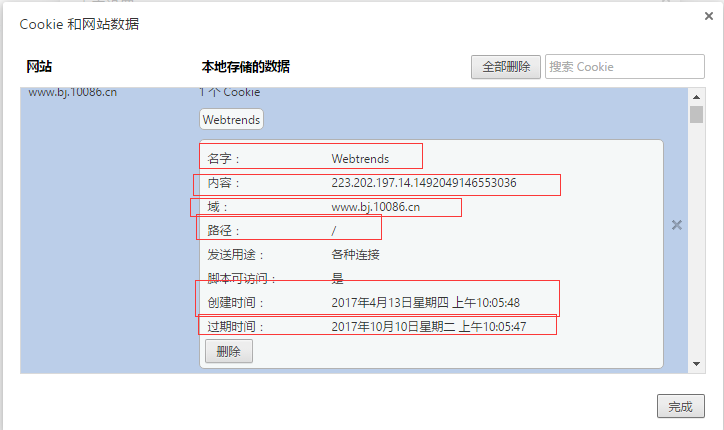 Cookie 和网站数据
网站 本地存储的数据 全部删除 搜索 Cookie
www.bj.10086.cn 1 个 Cookie
Webtrends
名字： Webtrends
内容： 223.202.197.14.1492049146553036
域： www.bj.10086.cn
路径： /
发送用途： 各种连接
脚本可访问： 是
创建时间： 2017年4月13日星期四 上午10:05:48
过期时间： 2017年10月10日星期二 上午10:05:47
删除
完成